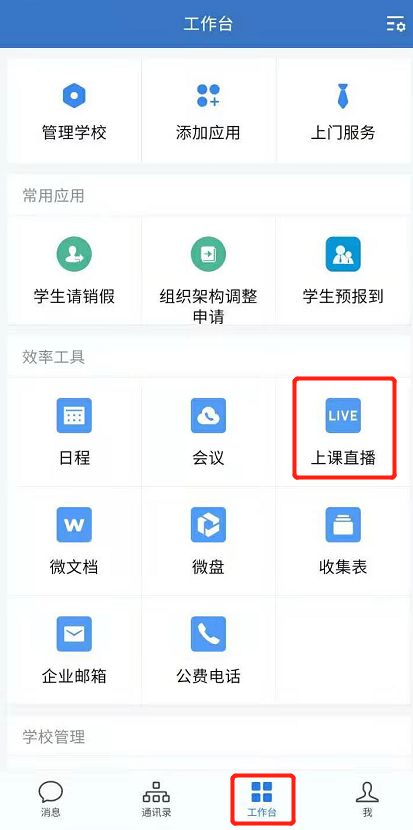 工作台
管理学校
添加应用
上门服务
常用应用
学生请销假
组织架构调整
申请
学生预报到
效率工具
LIVE
日程
会议
上课直播
W
微文档
微盘
收集表
企业邮箱
公费电话
学校管理
消息
通讯录
工作台
我